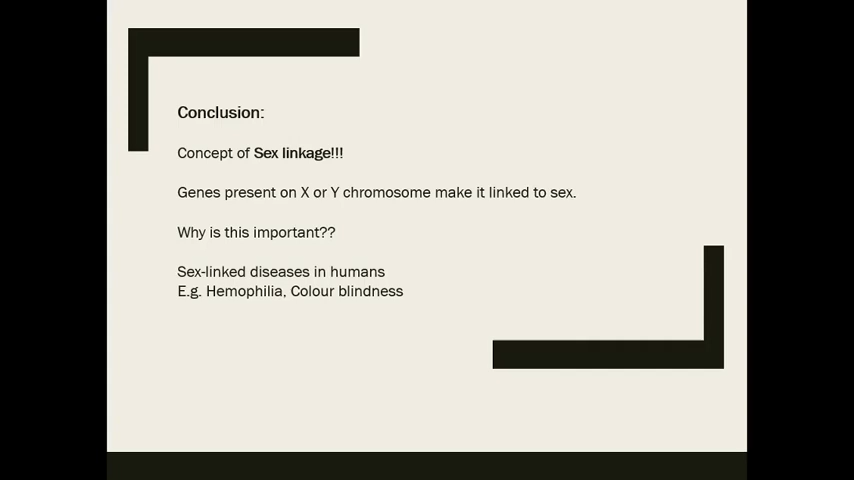 Conclusion:
Concept of Sex linkage!!!
Genes present on X or Y chromosome make it linked to sex.
Why is this important??
Sex-linked diseases in humans
E.g. Hemophilia, Colour blindness